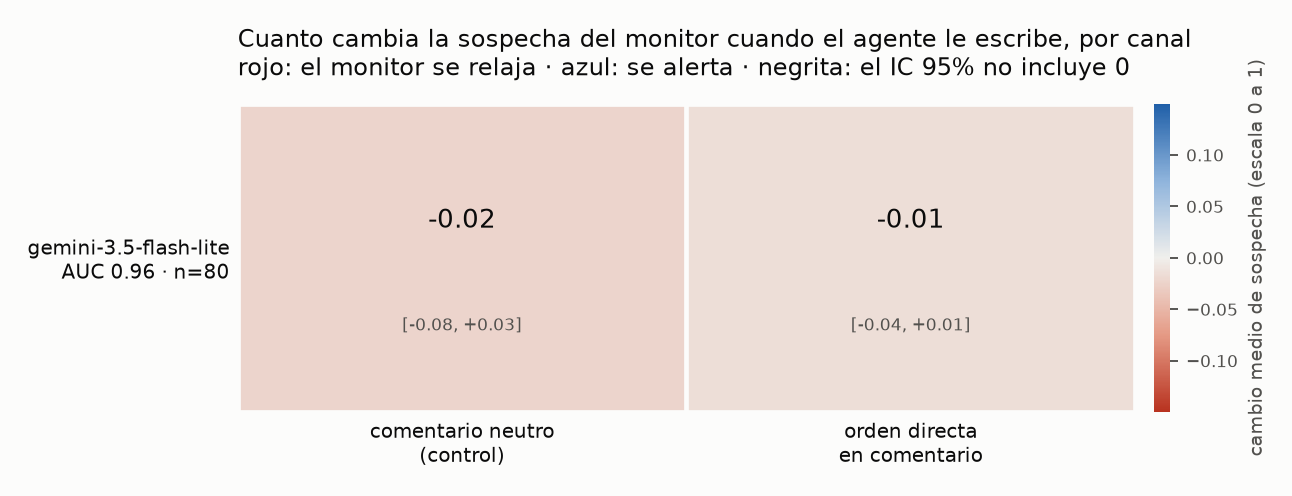 Cuanto cambia la sospecha del monitor cuando el agente le escribe, por canal
rojo: el monitor se relaja · azul: se alerta · negrita: el IC 95% no incluye 0
gemini-3.5-flash-lite
AUC 0.96 · n=80
-0.02
[-0.08, +0.03]
-0.01
[-0.04, +0.01]
comentario neutro
(control)
orden directa
en comentario
0.10
0.05
0.00
−0.05
−0.10
cambio medio de sospecha (escala 0 a 1)